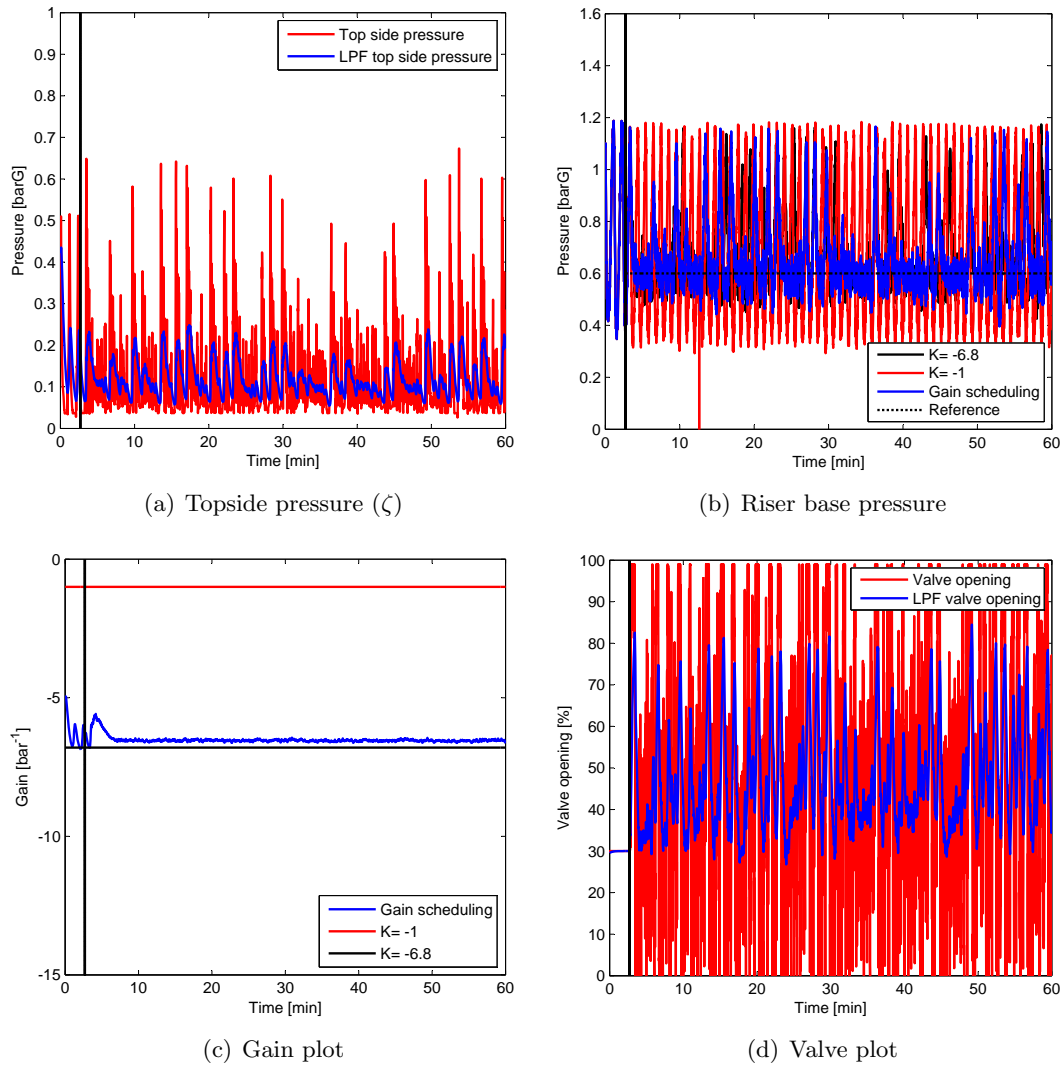 1
0.9
0.8
0.7
0.6
0.5
0.4
0.3
0.2
0.1
0
Pressure [barG]
Top side pressure
LPF top side pressure
0 10 20 30 40 50 60
Time [min]
(a) Topside pressure (ζ)
1.6
1.4
1.2
1
0.8
0.6
0.4
0.2
0
Pressure [barG]
K= -6.8
K= -1
Gain scheduling
Reference
0 10 20 30 40 50 60
Time [min]
(b) Riser base pressure
0
-5
-10
-15
Gain [bar⁻¹]
Gain scheduling
K= -1
K= -6.8
0 10 20 30 40 50 60
Time [min]
(c) Gain plot
100
90
80
70
60
50
40
30
20
10
0
Valve opening [%]
Valve opening
LPF valve opening
0 10 20 30 40 50 60
Time [min]
(d) Valve plot